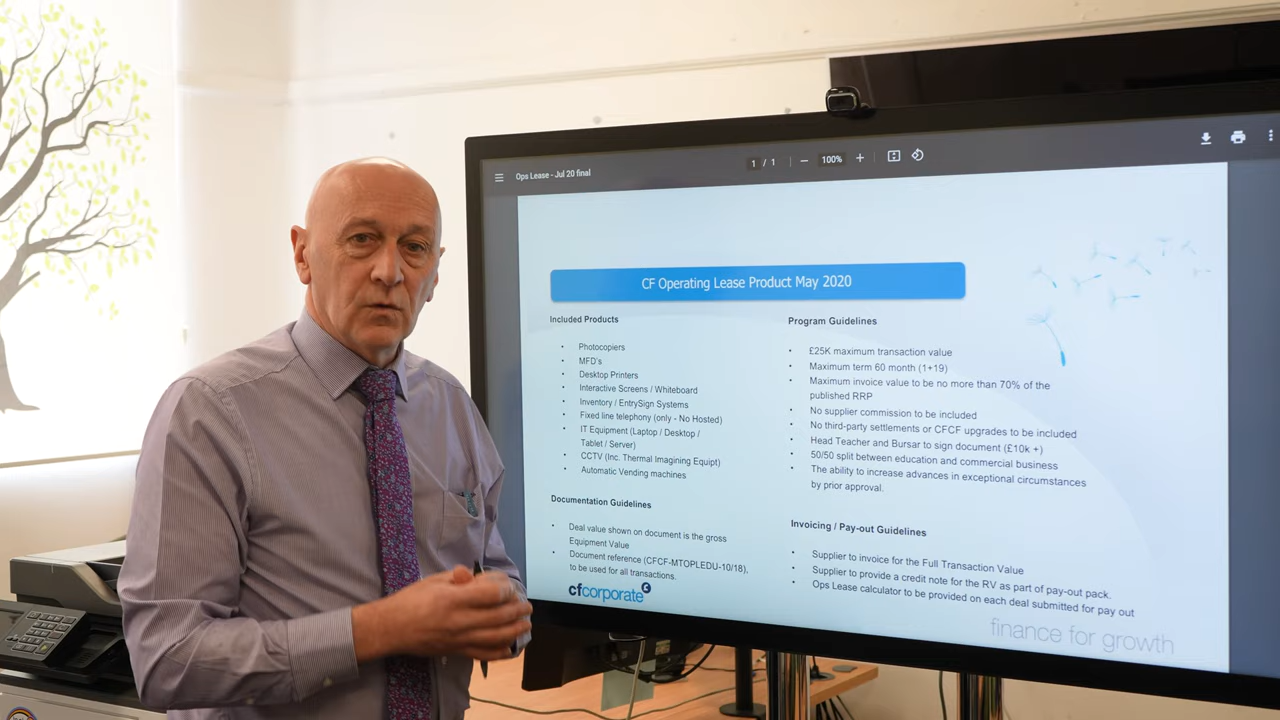 Ops Lease - Jul 20 final
1 / 1
100%
CF Operating Lease Product May 2020
Included Products
• Photocopiers
• MFD's
• Desktop Printers
• Interactive Screens / Whiteboard
• Inventory / EntrySign Systems
• Fixed line telephony (only - No Hosted)
• IT Equipment (Laptop / Desktop /
Tablet / Server)
• CCTV (Inc. Thermal Imagining Equipt)
• Automatic Vending machines
Documentation Guidelines
• Deal value shown on document is the gross
Equipment Value
• Document reference (CFCF-MTOPLEDU-10/18),
to be used for all transactions.
cfcorporate
Program Guidelines
• £25K maximum transaction value
• Maximum term 60 month (1+19)
• Maximum invoice value to be no more than 70% of the
published RRP
• No supplier commission to be included
• No third-party settlements or CFCF upgrades to be included
• Head Teacher and Bursar to sign document (£10k +)
• 50/50 split between education and commercial business
• The ability to increase advances in exceptional circumstances
by prior approval.
Invoicing / Pay-out Guidelines
• Supplier to invoice for the Full Transaction Value
• Supplier to provide a credit note for the RV as part of pay-out pack.
• Ops Lease calculator to be provided on each deal submitted for pay out
finance for growth